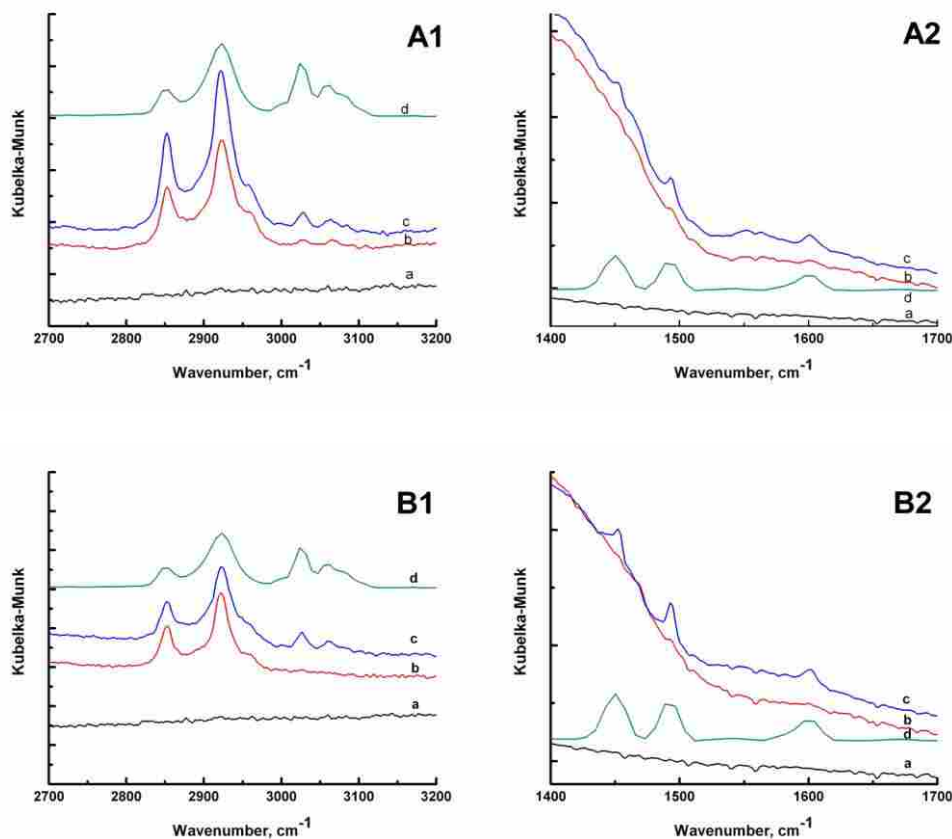 A1
Kubelka-Munk
d
c
b
a
2700 2800 2900 3000 3100 3200
Wavenumber, cm-1
A2
Kubelka-Munk
c
b
d
a
1400 1500 1600 1700
Wavenumber, cm-1
B1
Kubelka-Munk
d
c
b
a
2700 2800 2900 3000 3100 3200
Wavenumber, cm-1
B2
Kubelka-Munk
c
b
d
a
1400 1500 1600 1700
Wavenumber, cm-1